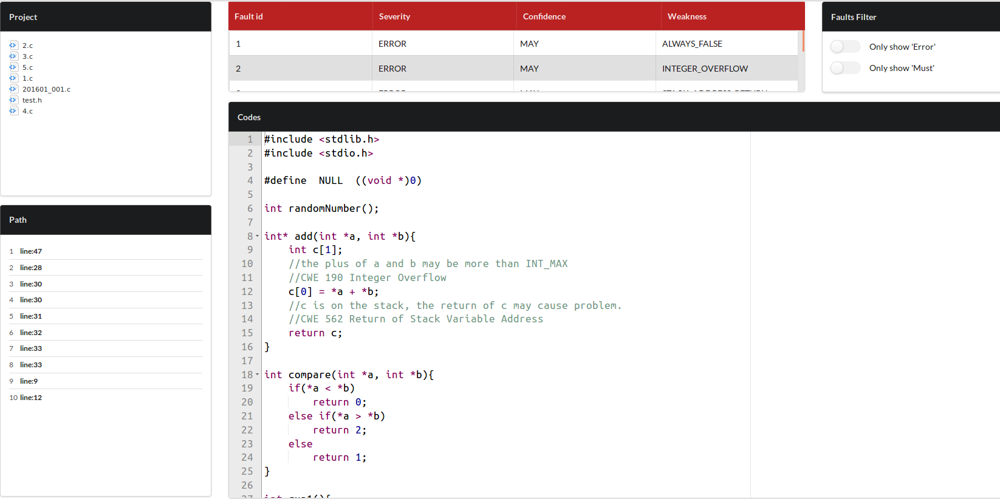 Project
2.c
3.c
5.c
1.c
201601_001.c
test.h
4.c
Path
1 line:47
2 line:28
3 line:30
4 line:30
5 line:31
6 line:32
7 line:33
8 line:33
9 line:9
10 line:12
Fault id Severity Confidence Weakness
1 ERROR MAY ALWAYS_FALSE
2 ERROR MAY INTEGER_OVERFLOW
Faults Filter
Only show 'Error'
Only show 'Must'
Codes
1 #include <stdlib.h>
2 #include <stdio.h>
3
4 #define  NULL  ((void *)0)
5
6 int randomNumber();
7
8 int* add(int *a, int *b){
9     int c[1];
10     //the plus of a and b may be more than INT_MAX
11     //CWE 190 Integer Overflow
12     c[0] = *a + *b;
13     //c is on the stack, the return of c may cause problem.
14     //CWE 562 Return of Stack Variable Address
15     return c;
16 }
17
18 int compare(int *a, int *b){
19     if(*a < *b)
20         return 0;
21     else if(*a > *b)
22         return 2;
23     else
24         return 1;
25 }
26